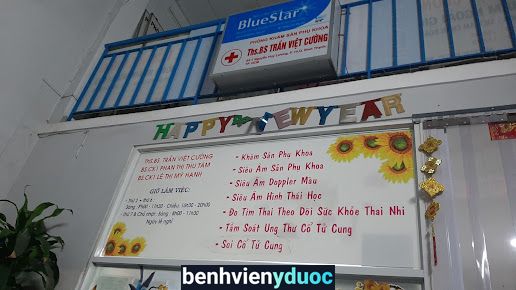 BlueStar
PHÒNG KHÁM SẢN PHỤ KHOA
Ths.BS TRẦN VIỆT CƯỜNG
HAPPY NEW YEAR
THS.BS. TRẦN VIỆT CƯỜNG
BS.CK1 PHAN THỊ THU TÂM
BS.CK1 LÊ THỊ MỸ HẠNH
GIỜ LÀM VIỆC:
- Khám Sản Phụ Khoa
- Siêu Âm Sản Phụ Khoa
- Siêu Âm Doppler Màu
- Siêu Âm Hình Thái Học
- Đo Tim Thai Theo Dõi Sức Khỏe Thai Nhi
- Tầm Soát Ung Thư Cổ Tử Cung
- Soi Cổ Tử Cung
benhvienyduoc